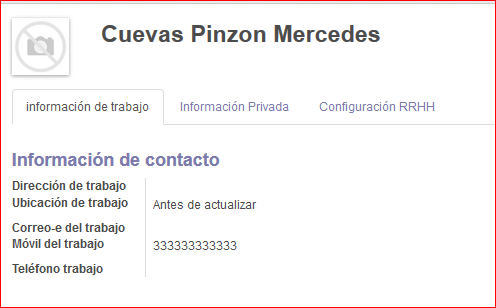 Cuevas Pinzon Mercedes
información de trabajo Información Privada Configuración RRHH
Información de contacto
Dirección de trabajo
Ubicación de trabajo Antes de actualizar
Correo-e del trabajo
Móvil del trabajo 333333333333
Teléfono trabajo